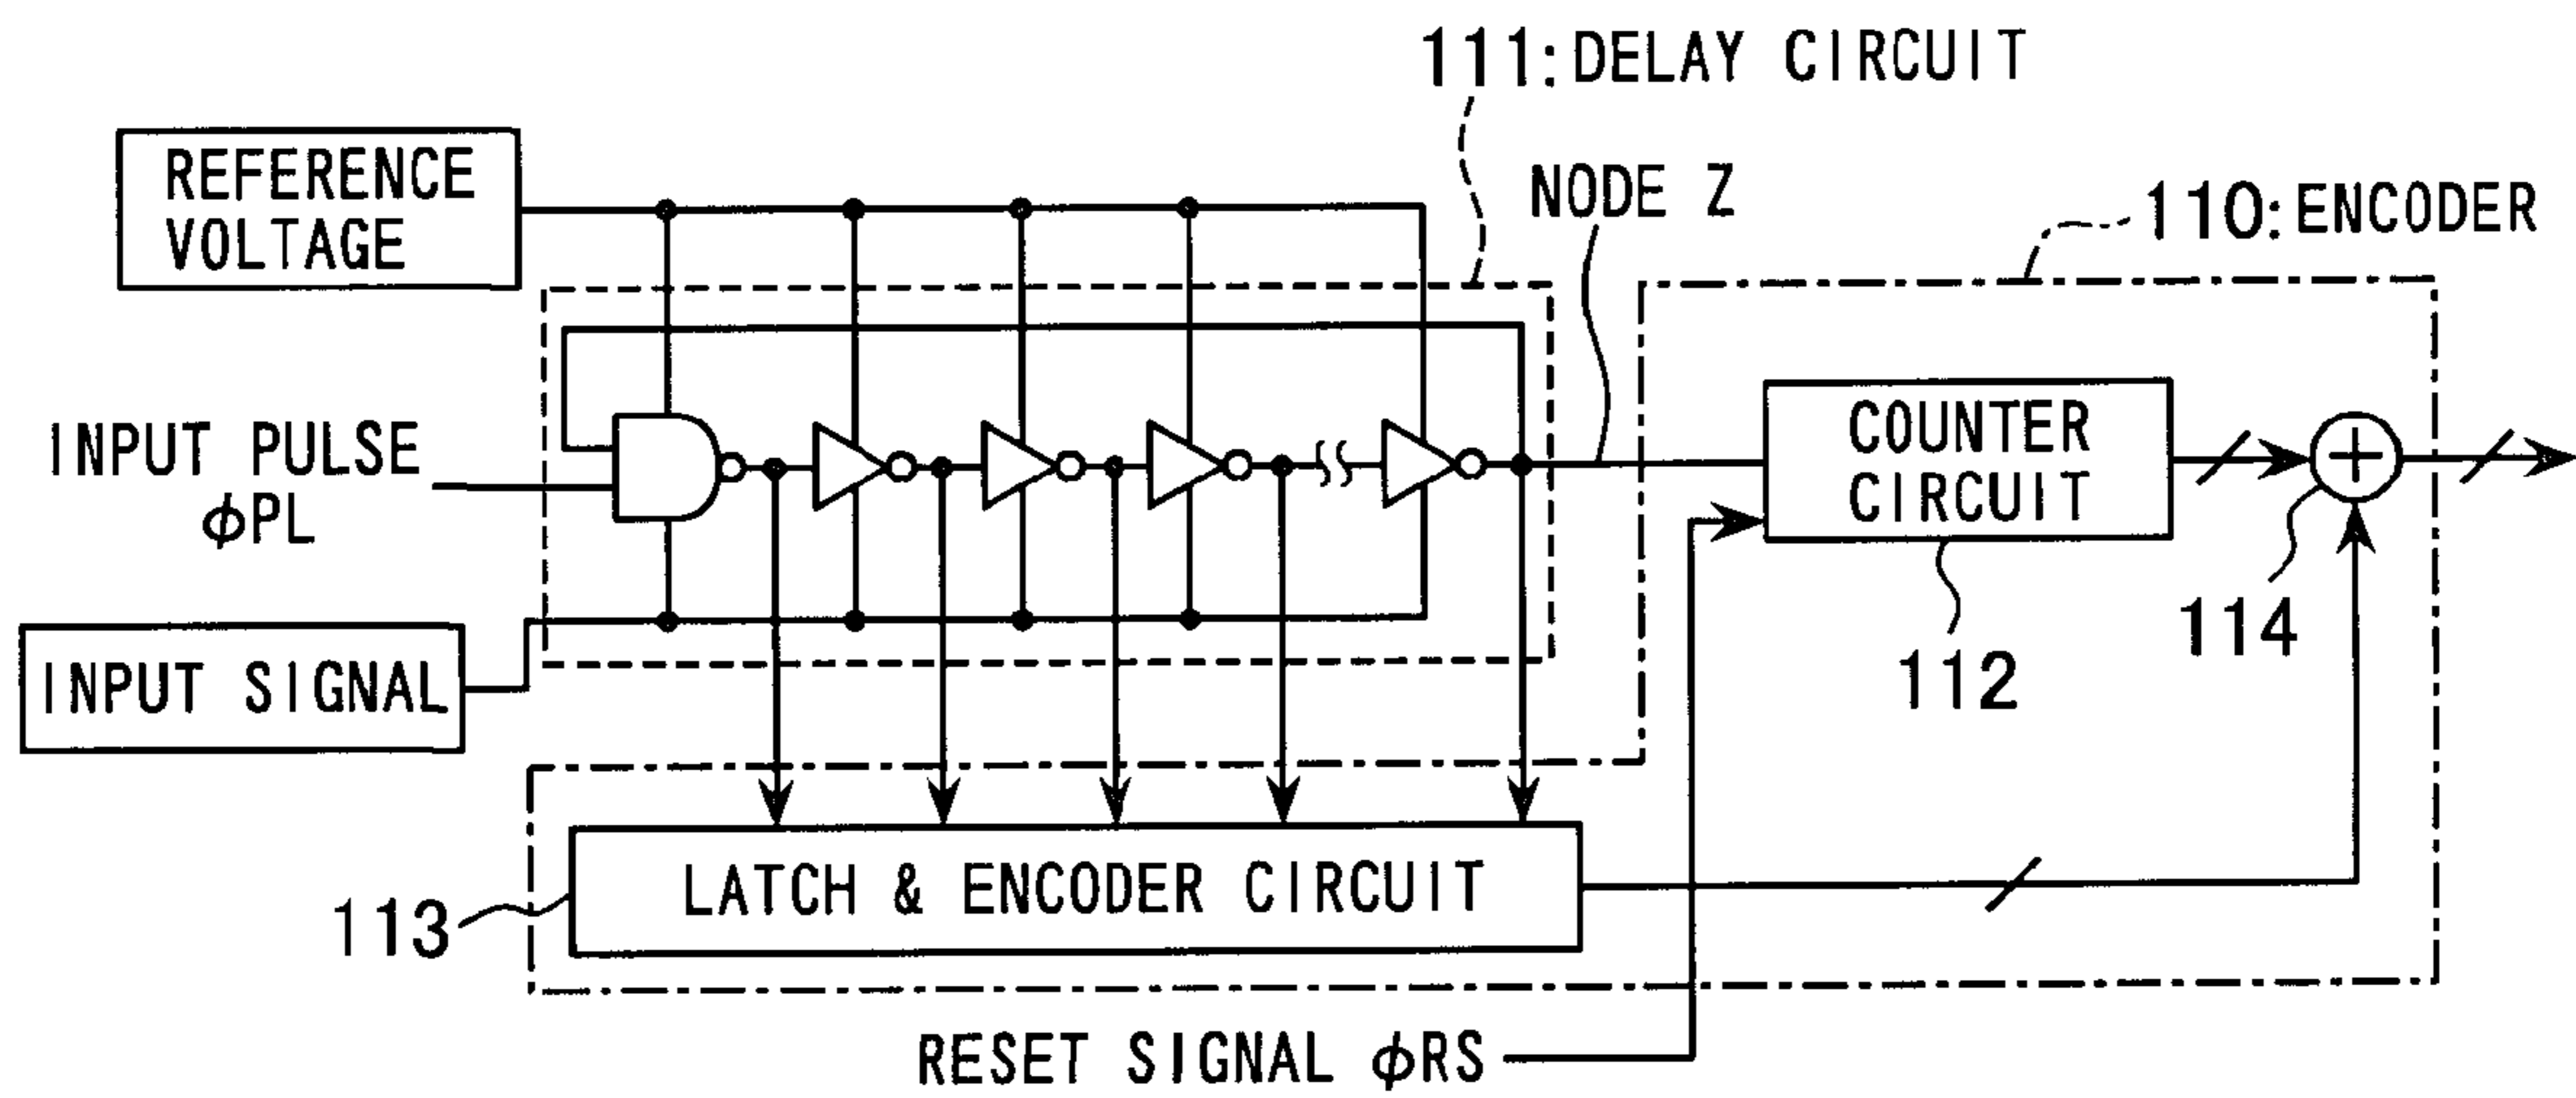 111: DELAY CIRCUIT
REFERENCE
VOLTAGE
NODE Z
110: ENCODER
INPUT PULSE
φPL
COUNTER
CIRCUIT
+
INPUT SIGNAL
112
114
LATCH & ENCODER CIRCUIT
113
RESET SIGNAL φRS